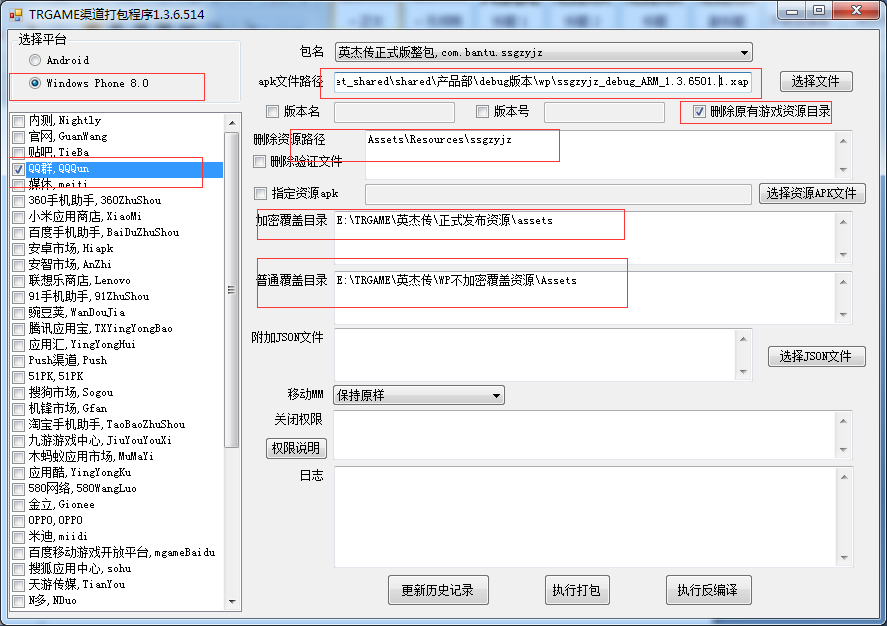 TRGAME渠道打包程序1.3.6.514
选择平台
Android
Windows Phone 8.0
包名
英杰传正式版整包,com.bantu.ssgzyjz
apk文件路径
et_shared\shared\产品部\debug版本\wp\ssgzyjz_debug_ARM_1.3.6501.1.xap
选择文件
版本名
版本号
删除原有游戏资源目录
删除资源路径
Assets\Resources\ssgzyjz
删除验证文件
指定资源apk
选择资源APK文件
加密覆盖目录
E:\TRGAME\英杰传\正式发布资源\assets
普通覆盖目录
E:\TRGAME\英杰传\WP不加密覆盖资源\Assets
附加JSON文件
选择JSON文件
移动MM
保持原样
关闭权限
权限说明
日志
更新历史记录
执行打包
执行反编译
内测,Nightly
官网,GuanWang
贴吧,TieBa
QQ群,QQQun
媒体,meiti
360手机助手,360ZhuShou
小米应用商店,XiaoMi
百度手机助手,BaiDuZhuShou
安卓市场,Hiapk
安智市场,AnZhi
联想乐商店,Lenovo
91手机助手,91ZhuShou
豌豆荚,WanDouJia
腾讯应用宝,TXYingYongBao
应用汇,YingYongHui
Push渠道,Push
51PK,51PK
搜狗市场,Sogou
机锋市场,Gfan
淘宝手机助手,TaoBaoZhuShou
九游游戏中心,JiuYouYouXi
木蚂蚁应用市场,MuMaYi
应用酷,YingYongKu
580网络,580WangLuo
金立,Gionee
OPPO,OPPO
米迪,miidi
百度移动游戏开放平台,mgameBaidu
搜狐应用中心,sohu
天游传媒,TianYou
N多,NDuo